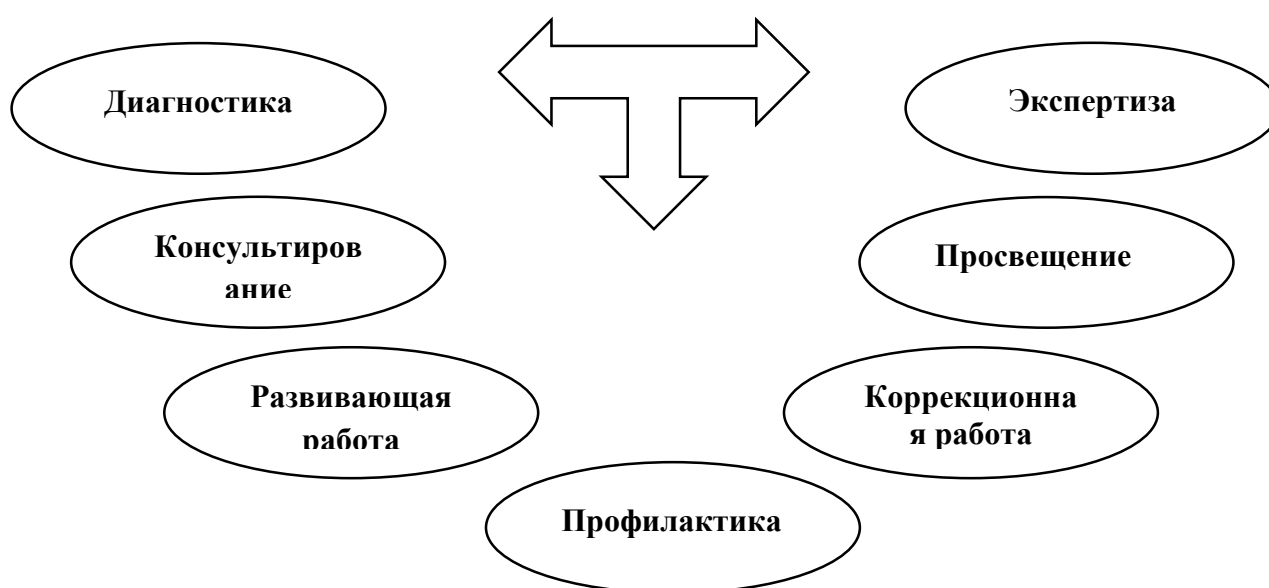 Диагностика
Экспертиза
Консультиров
ание
Просвещение
Развивающая
работа
Коррекционна
я работа
Профилактика